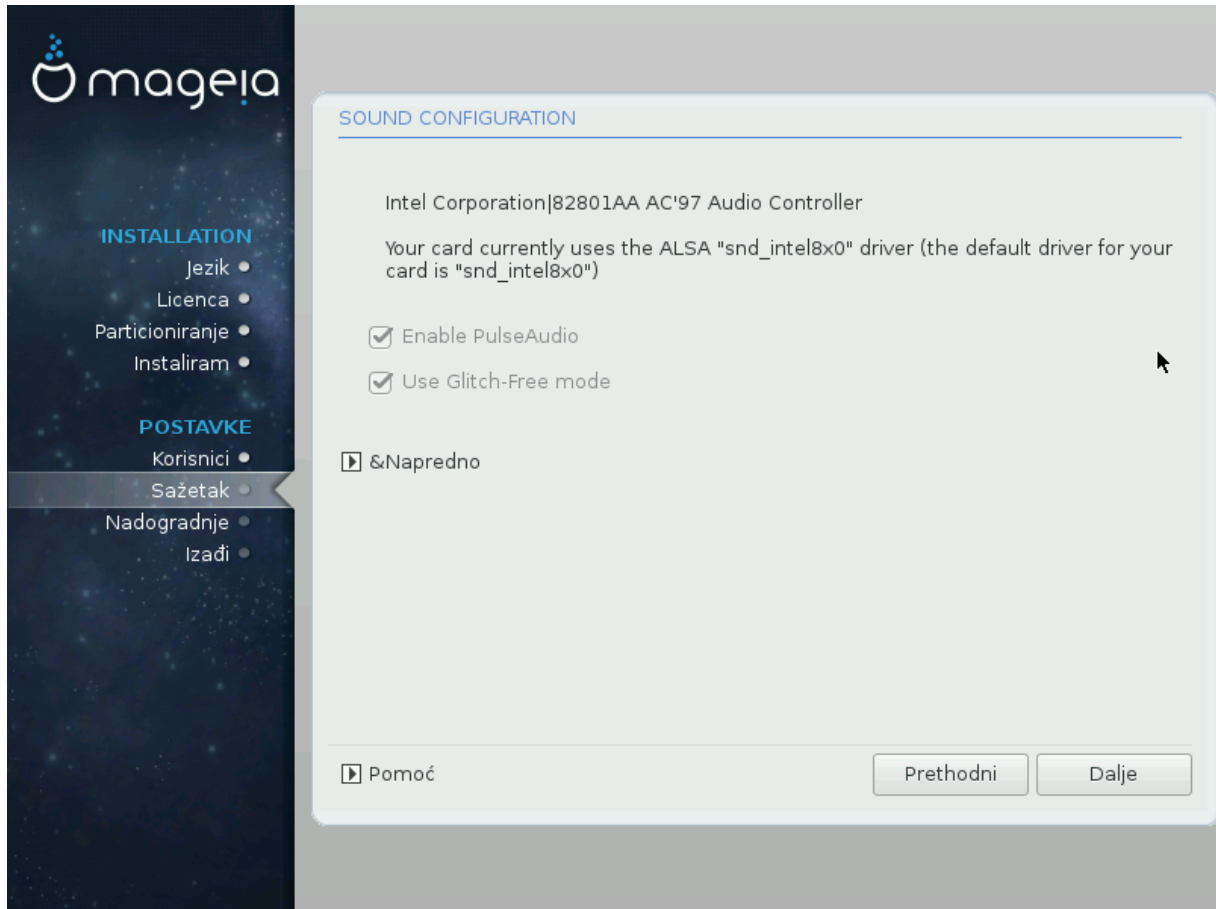 mageia
INSTALLATION
Jezik
Licenca
Particioniranje
Instaliram
POSTAVKE
Korisnici
Sažetak
Nadogradnje
Izađi
SOUND CONFIGURATION
Intel Corporation|82801AA AC'97 Audio Controller
Your card currently uses the ALSA "snd_intel8x0" driver (the default driver for your
card is "snd_intel8x0")
Enable PulseAudio
Use Glitch-Free mode
&Napredno
Pomoć
Prethodni
Dalje